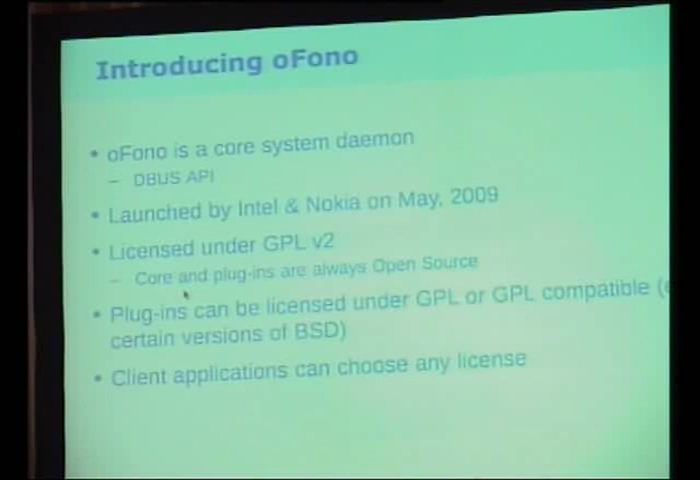 Introducing oFono
• oFono is a core system daemon
– DBUS API
• Launched by Intel & Nokia on May, 2009
• Licensed under GPL v2
– Core and plug-ins are always Open Source
• Plug-ins can be licensed under GPL or GPL compatible (
certain versions of BSD)
• Client applications can choose any license